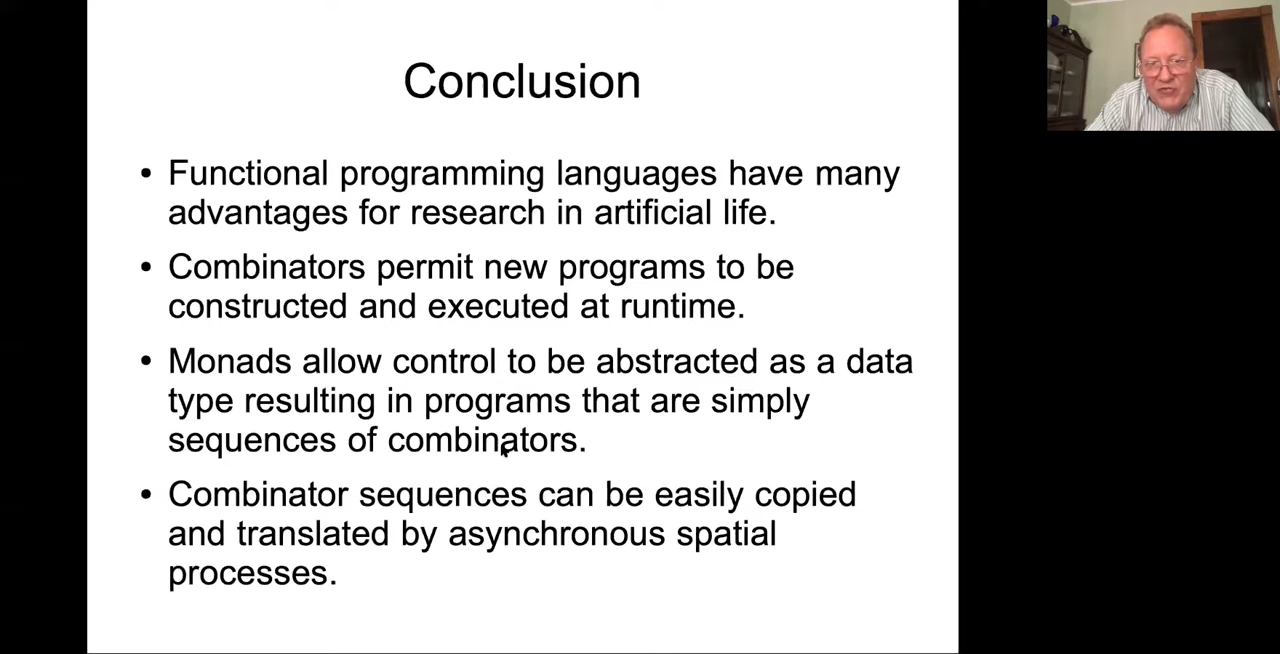 Conclusion
• Functional programming languages have many
advantages for research in artificial life.
• Combinators permit new programs to be
constructed and executed at runtime.
• Monads allow control to be abstracted as a data
type resulting in programs that are simply
sequences of combinators.
• Combinator sequences can be easily copied
and translated by asynchronous spatial
processes.